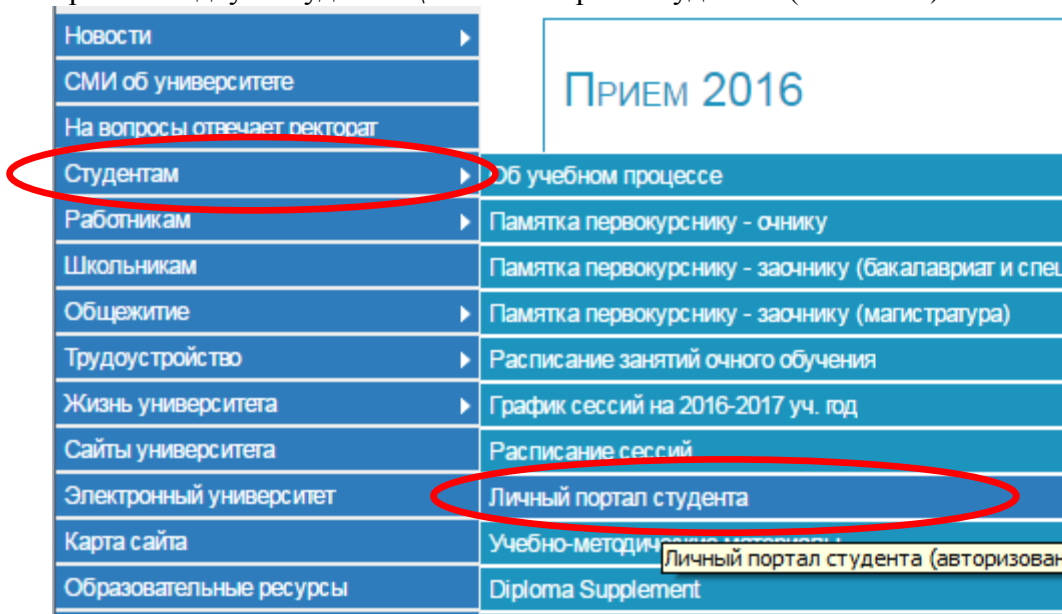 Новости
СМИ об университете
На вопросы отвечает ректорат
Студентам
Работникам
Школьникам
Общежитие
Трудоустройство
Жизнь университета
Сайты университета
Электронный университет
Карта сайта
Образовательные ресурсы
Прием 2016
Об учебном процессе
Памятка первокурснику - очнику
Памятка первокурснику - заочнику (бакалавриат и спец
Памятка первокурснику - заочнику (магистратура)
Расписание занятий очного обучения
График сессий на 2016-2017 уч. год
Расписание сессий
Личный портал студента
Учебно-методические материалы
Личный портал студента (авторизован
Diploma Supplement